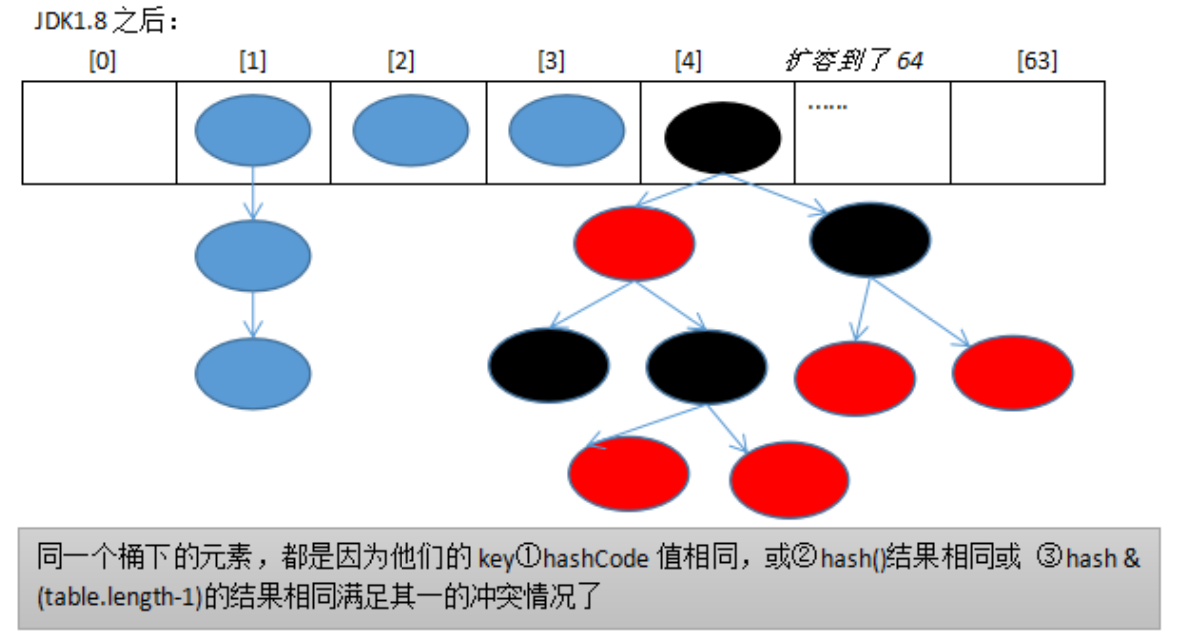 JDK1.8之后：
[0] [1] [2] [3] [4] 扩容到了 64 [63]
……
同一个桶下的元素，都是因为他们的 key①hashCode 值相同，或②hash()结果相同或 ③hash &
(table.length-1)的结果相同满足其一的冲突情况了